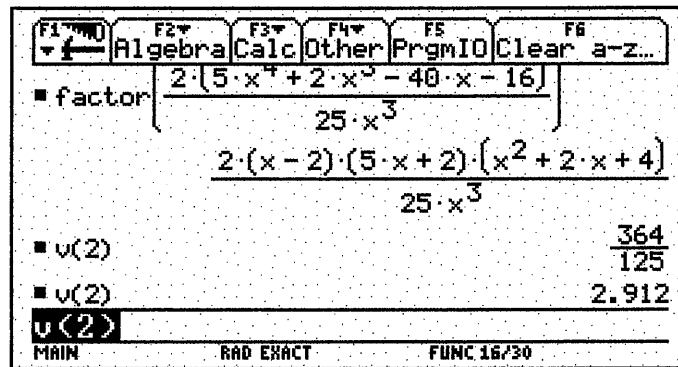 F1 F2 F3 F4 F5 F6
Algebra Calc Other PrgmIO Clear a-z…
▪ factor(2·(5·x⁴ + 2·x³ − 40·x − 16) / 25·x³)
2·(x − 2)·(5·x + 2)·(x² + 2·x + 4) / 25·x³
▪ v(2) 364/125
▪ v(2) 2.912
v(2)
MAIN RAD EXACT FUNC 16/30